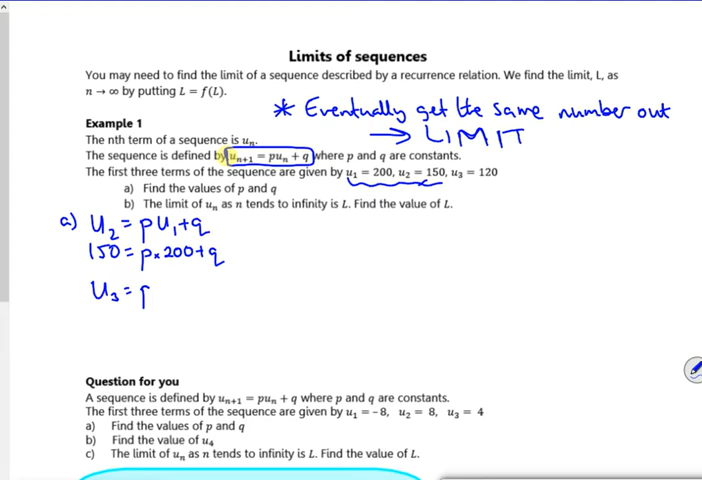 Limits of sequences
You may need to find the limit of a sequence described by a recurrence relation. We find the limit, L, as
n → ∞ by putting L = f(L).
* Eventually get the same number out
→ LIMIT
Example 1
The nth term of a sequence is uₙ.
The sequence is defined by uₙ₊₁ = puₙ + q where p and q are constants.
The first three terms of the sequence are given by u₁ = 200, u₂ = 150, u₃ = 120
a) Find the values of p and q
b) The limit of uₙ as n tends to infinity is L. Find the value of L.
a) U₂ = pU₁ + q
150 = p × 200 + q
U₃ = p
Question for you
A sequence is defined by uₙ₊₁ = puₙ + q where p and q are constants.
The first three terms of the sequence are given by u₁ = -8, u₂ = 8, u₃ = 4
a) Find the values of p and q
b) Find the value of u₄
c) The limit of uₙ as n tends to infinity is L. Find the value of L.